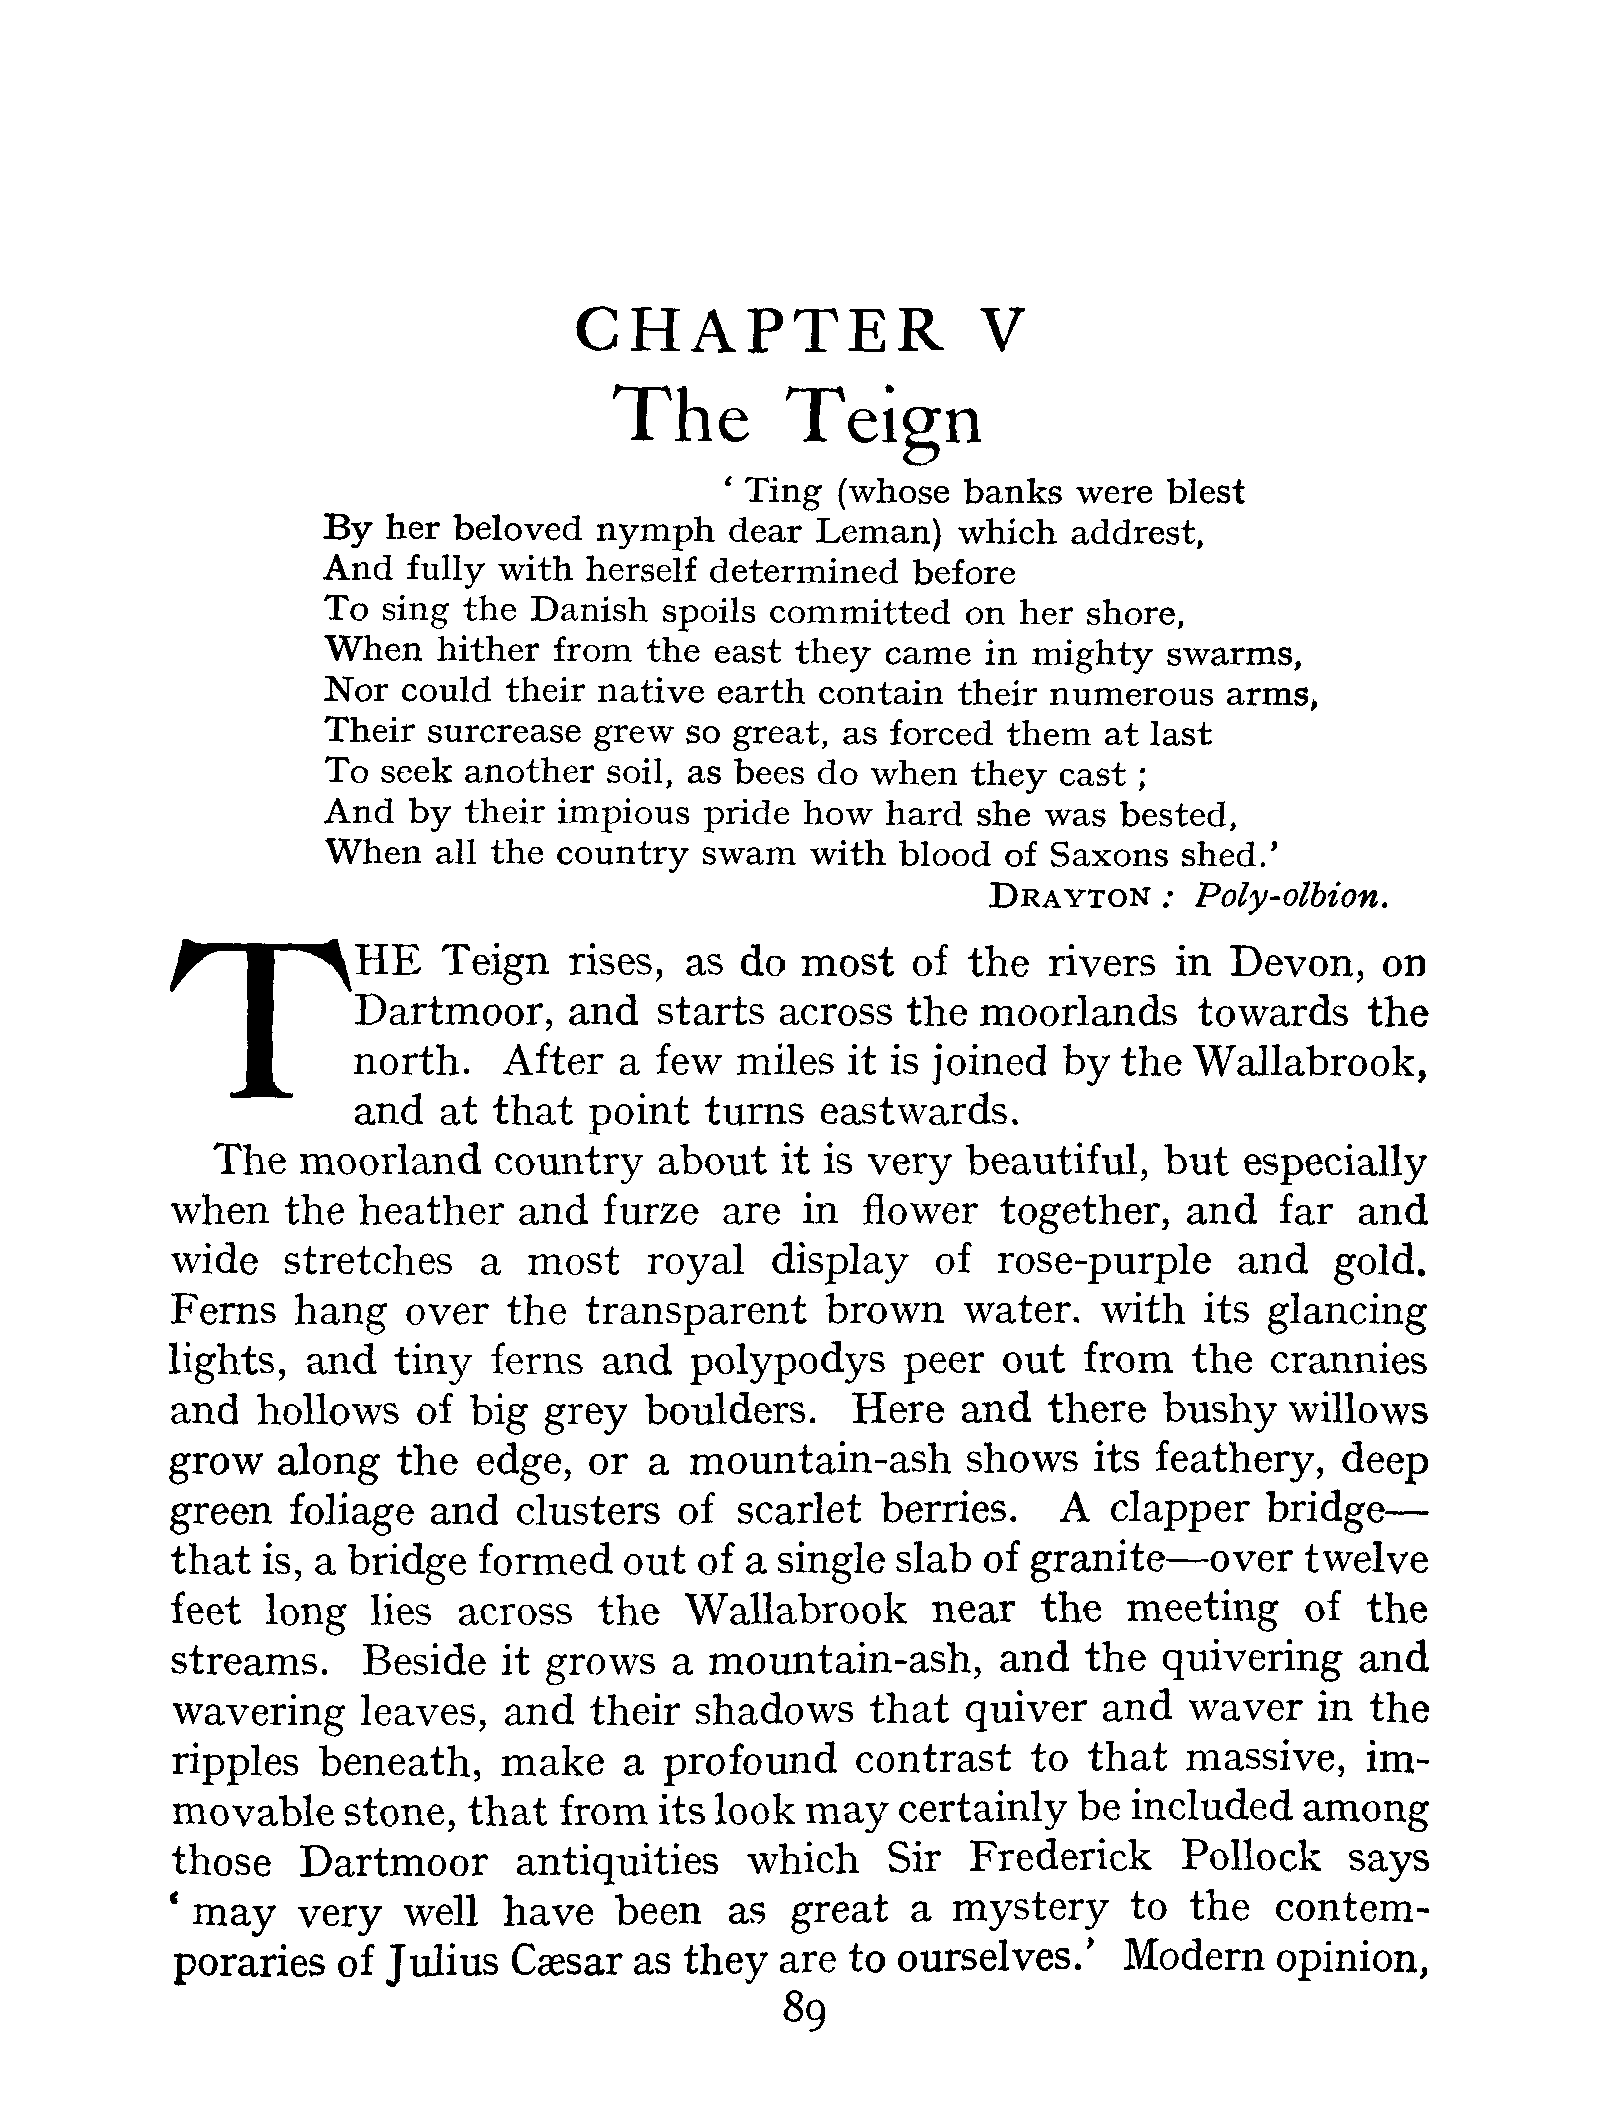 CHAPTER V
The Teign
‘ Ting (whose banks were blest
By her beloved nymph dear Leman) which addrest,
And fully with herself determined before
To sing the Danish spoils committed on her shore,
When hither from the east they came in mighty swarms,
Nor could their native earth contain their numerous arms,
Their surcrease grew so great, as forced them at last
To seek another soil, as bees do when they cast ;
And by their impious pride how hard she was bested,
When all the country swam with blood of Saxons shed.’
DRAYTON : Poly-olbion.
THE Teign rises, as do most of the rivers in Devon, on
Dartmoor, and starts across the moorlands towards the
north. After a few miles it is joined by the Wallabrook,
and at that point turns eastwards.
The moorland country about it is very beautiful, but especially
when the heather and furze are in flower together, and far and
wide stretches a most royal display of rose-purple and gold.
Ferns hang over the transparent brown water. with its glancing
lights, and tiny ferns and polypodys peer out from the crannies
and hollows of big grey boulders. Here and there bushy willows
grow along the edge, or a mountain-ash shows its feathery, deep
green foliage and clusters of scarlet berries. A clapper bridge—
that is, a bridge formed out of a single slab of granite—over twelve
feet long lies across the Wallabrook near the meeting of the
streams. Beside it grows a mountain-ash, and the quivering and
wavering leaves, and their shadows that quiver and waver in the
ripples beneath, make a profound contrast to that massive, im-
movable stone, that from its look may certainly be included among
those Dartmoor antiquities which Sir Frederick Pollock says
‘ may very well have been as great a mystery to the contem-
poraries of Julius Cæsar as they are to ourselves.’ Modern opinion,
89